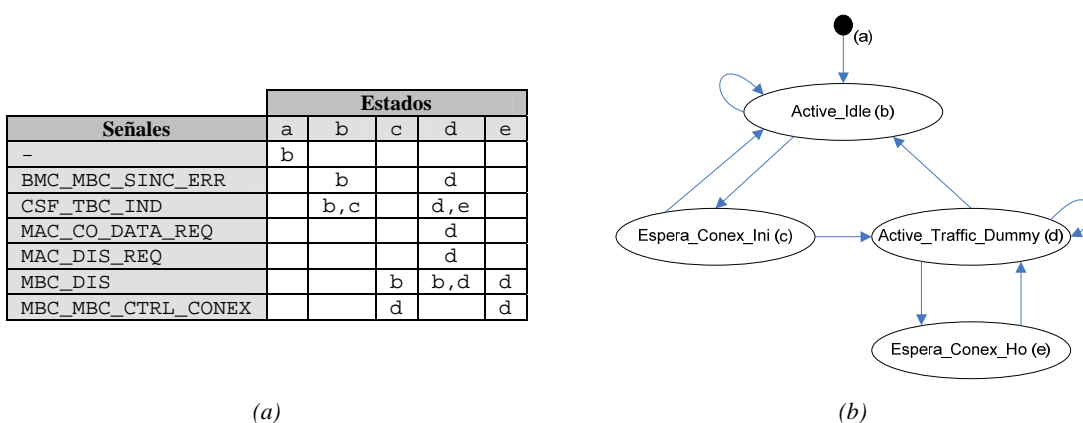 Estados
Señales a b c d e
– b
BMC_MBC_SINC_ERR b d
CSF_TBC_IND b,c d,e
MAC_CO_DATA_REQ d
MAC_DIS_REQ d
MBC_DIS c b b,d d
MBC_MBC_CTRL_CONEX d d
(a)
(a)
Active_Idle (b)
Espera_Conex_Ini (c)
Active_Traffic_Dummy (d)
Espera_Conex_Ho (e)
(b)